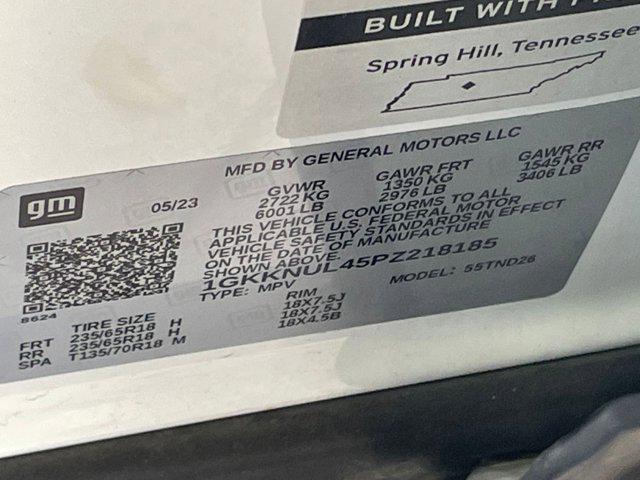 BUILT WITH
Spring Hill, Tennessee
MFD BY GENERAL MOTORS LLC
gm
05/23
GVWR GAWR FRT GAWR RR
2722 KG 1350 KG 1545 KG
6001 LB 2976 LB 3406 LB
THIS VEHICLE CONFORMS TO ALL
APPLICABLE U.S. FEDERAL MOTOR
VEHICLE SAFETY STANDARDS IN EFFECT
ON THE DATE OF MANUFACTURE
SHOWN ABOVE.
1GKKNUL45PZ218185
TYPE: MPV MODEL: 55TND26
8624
TIRE SIZE RIM
FRT 235/65R18 H 18X7.5J
RR 235/65R18 H 18X7.5J
SPA T135/70R18 M 18X4.5B